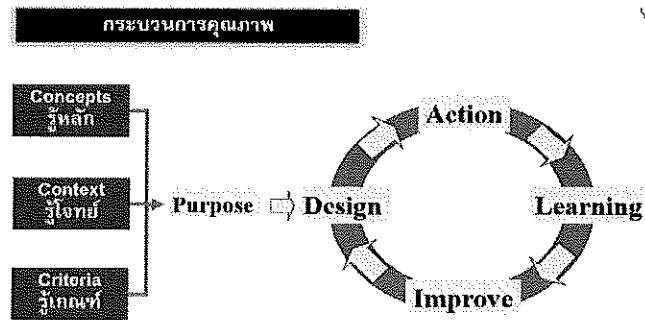 กระบวนการคุณภาพ
Concepts
รู้หลัก
Context
รู้โจทย์
Criteria
รู้เกณฑ์
Purpose
Design
Action
Learning
Improve